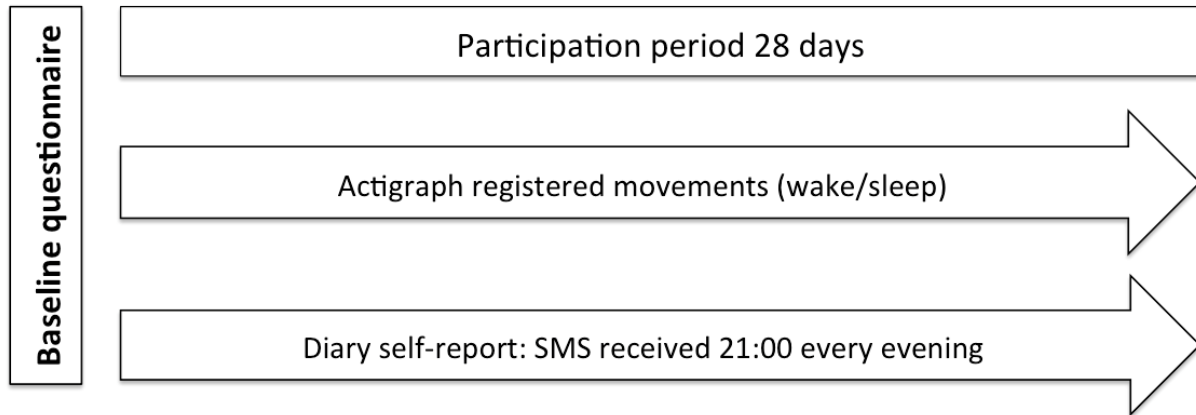 Baseline questionnaire
Participation period 28 days
Actigraph registered movements (wake/sleep)
Diary self-report: SMS received 21:00 every evening